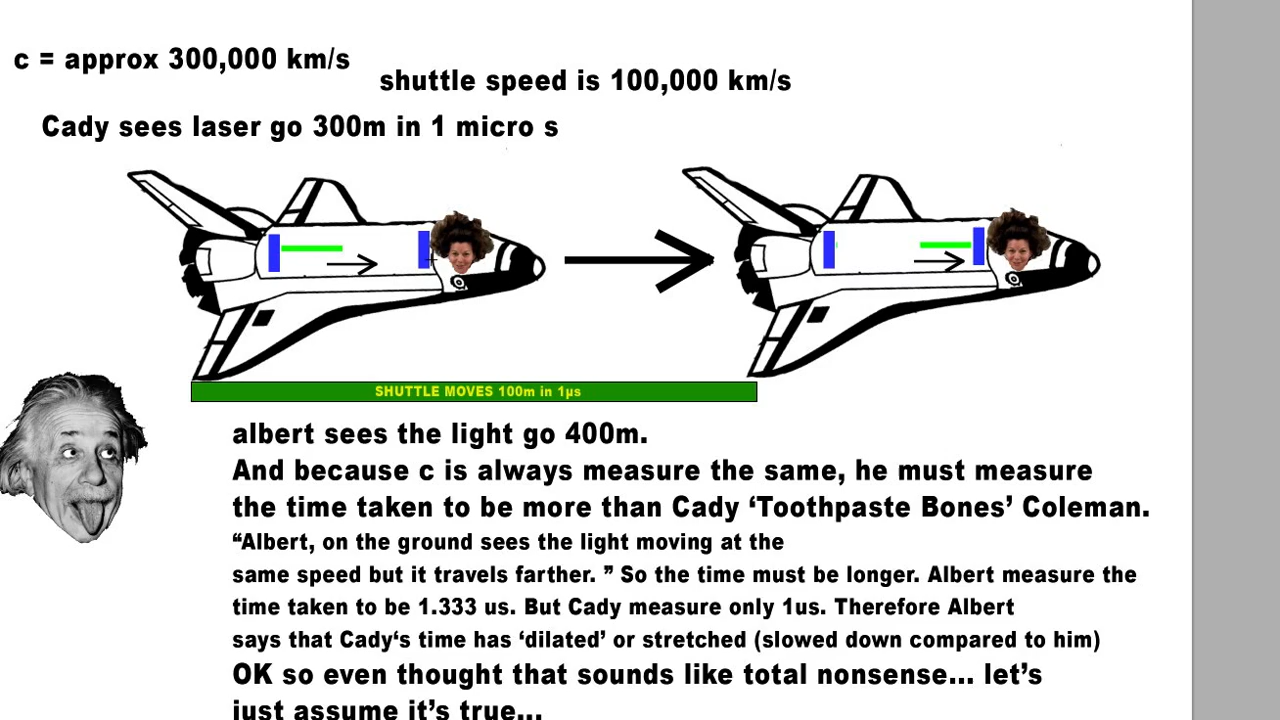 c = approx 300,000 km/s
shuttle speed is 100,000 km/s
Cady sees laser go 300m in 1 micro s
SHUTTLE MOVES 100m in 1µs
albert sees the light go 400m.
And because c is always measure the same, he must measure
the time taken to be more than Cady ‘Toothpaste Bones’ Coleman.
“Albert, on the ground sees the light moving at the
same speed but it travels farther. ” So the time must be longer. Albert measure the
time taken to be 1.333 us. But Cady measure only 1us. Therefore Albert
says that Cady‘s time has ‘dilated’ or stretched (slowed down compared to him)
OK so even thought that sounds like total nonsense... let’s
just assume it’s true...